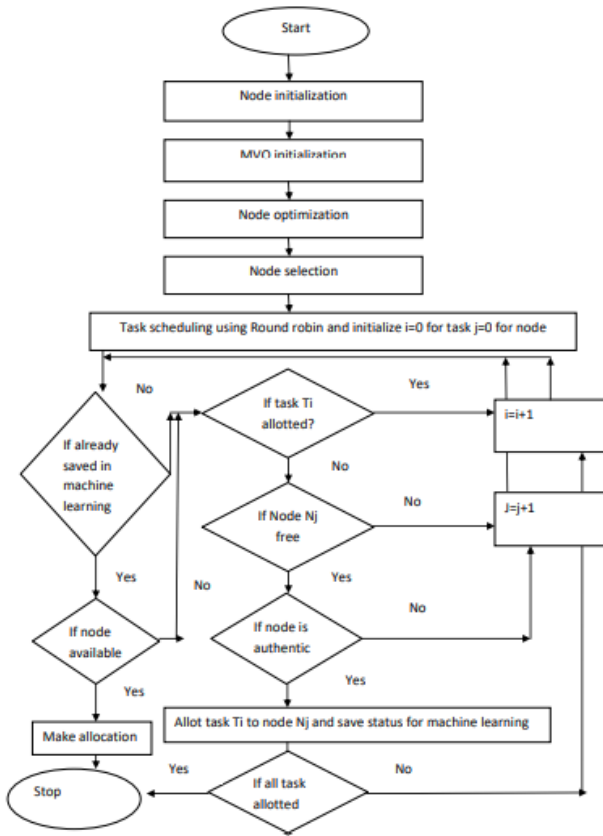 Start
Node initialization
MVO initialization
Node optimization
Node selection
Task scheduling using Round robin and initialize i=0 for task j=0 for node
No
Yes
If task Ti
allotted?
i=i+1
If already
saved in
machine
learning
No
If Node Nj
free
No
J=j+1
Yes
No
Yes
If node
available
No
If node is
authentic
Yes
Yes
Allot task Ti to node Nj and save status for machine learning
Make allocation
Yes
No
Stop
If all task
allotted